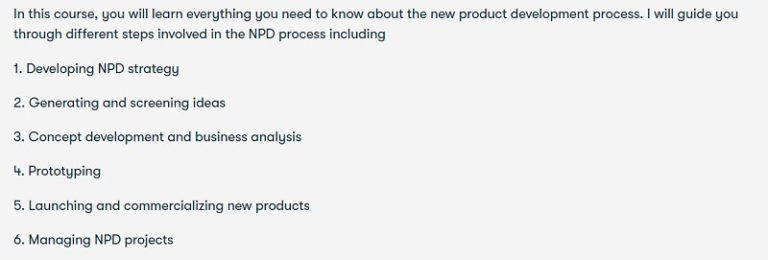 In this course, you will learn everything you need to know about the new product development process. I will guide you
through different steps involved in the NPD process including
1. Developing NPD strategy
2. Generating and screening ideas
3. Concept development and business analysis
4. Prototyping
5. Launching and commercializing new products
6. Managing NPD projects